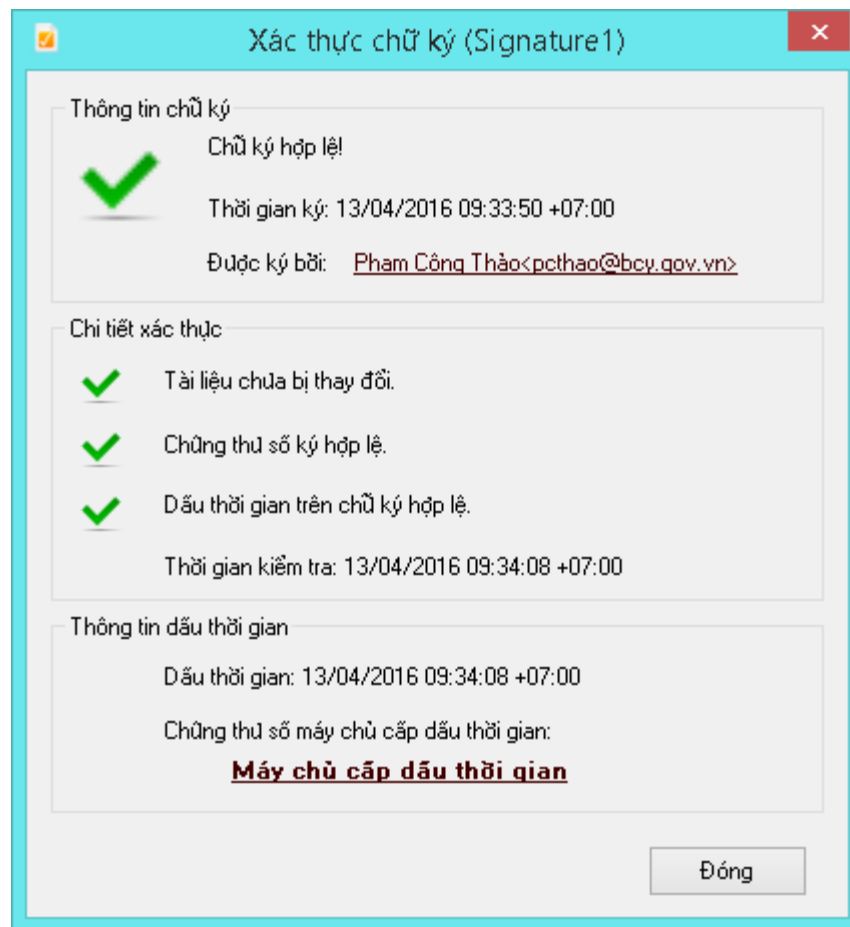 Xác thực chữ ký (Signature1)
Thông tin chữ ký
Chữ ký hợp lệ!
Thời gian ký: 13/04/2016 09:33:50 +07:00
Được ký bởi: Phạm Công Thảo<pcthao@bcy.gov.vn>
Chi tiết xác thực
Tài liệu chưa bị thay đổi.
Chứng thư số ký hợp lệ.
Dấu thời gian trên chữ ký hợp lệ.
Thời gian kiểm tra: 13/04/2016 09:34:08 +07:00
Thông tin dấu thời gian
Dấu thời gian: 13/04/2016 09:34:08 +07:00
Chứng thư số máy chủ cấp dấu thời gian:
Máy chủ cấp dấu thời gian
Đóng